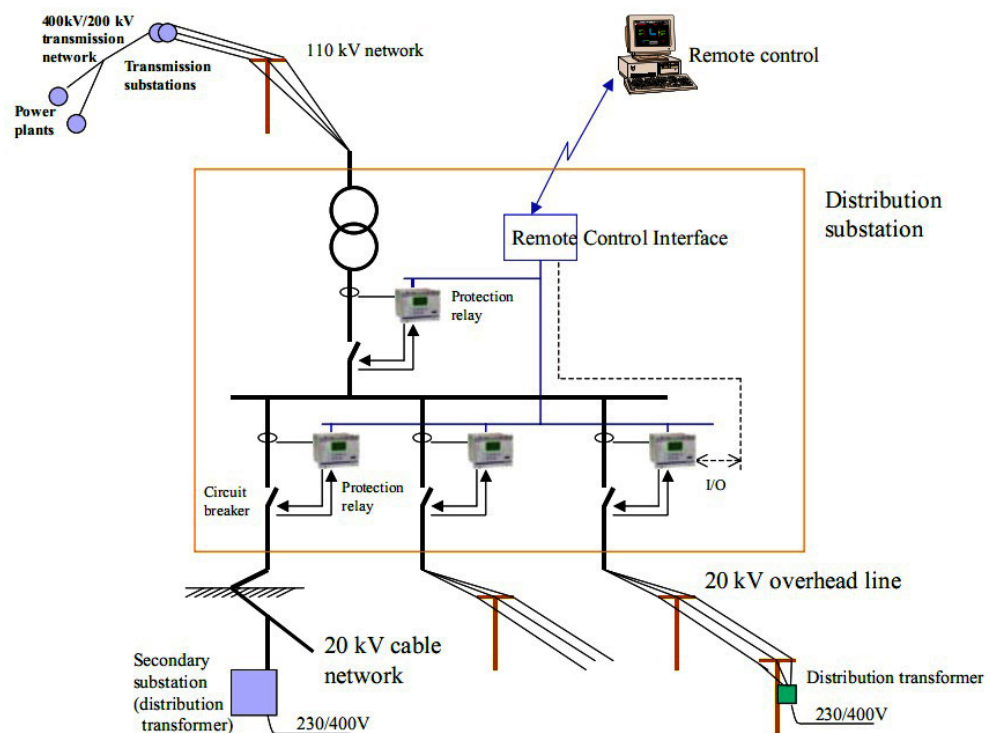 400kV/200 kV
transmission
network
Transmission
substations
Power
plants
110 kV network
Remote control
Distribution
substation
Remote Control Interface
Protection
relay
Circuit
breaker
Protection
relay
I/O
20 kV overhead line
20 kV cable
network
Secondary
substation
(distribution
transformer)
230/400V
Distribution transformer
230/400V